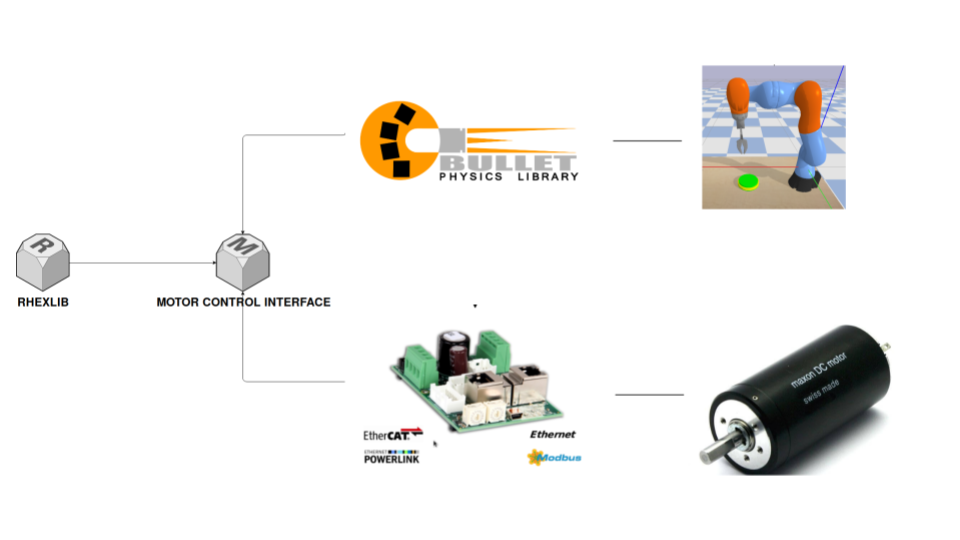 BULLET
PHYSICS LIBRARY
R
M
RHEXLIB
MOTOR CONTROL INTERFACE
maxon DC motor
swiss made
EtherCAT
Ethernet
ETHERNET
POWERLINK
Modbus